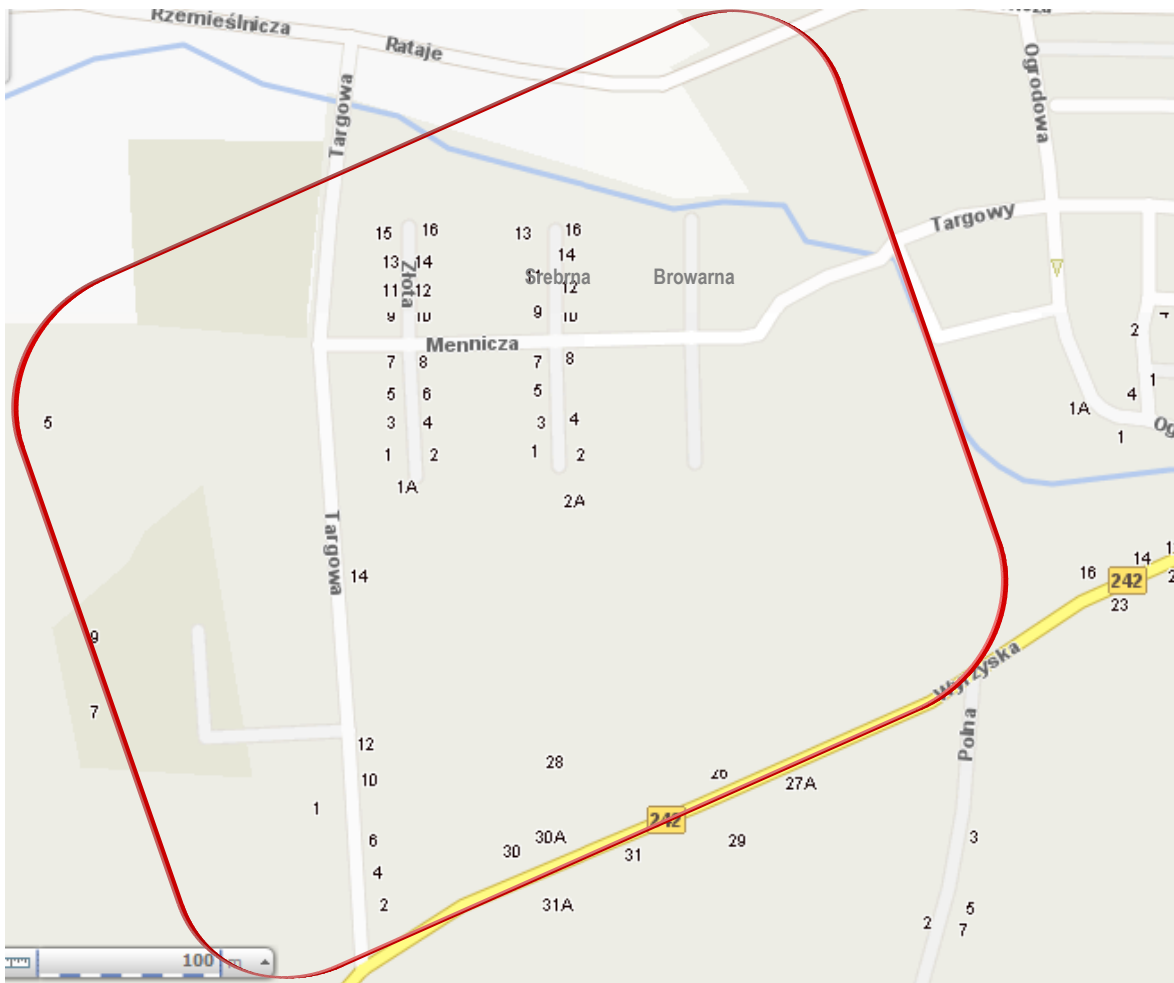 Rzemieślnicza
Rataje
Targowa
Ogrodowa
Targowy
15 16 13 16
13 14 14
Złota
Srebrna
Browarna
11 12 12
9 10 9 10
Mennicza
7 8 7 8
5 6 5
3 4 3 4
1 2 1 2
1A 2A
5
2
4
1
1A
1
Targowa
14
16 14
242
23
9
7
Wyrzyska
Polna
12
10
28
26
27A
1
242
6
30A
30
31
29
3
4
2
31A
5
2
7
100 m